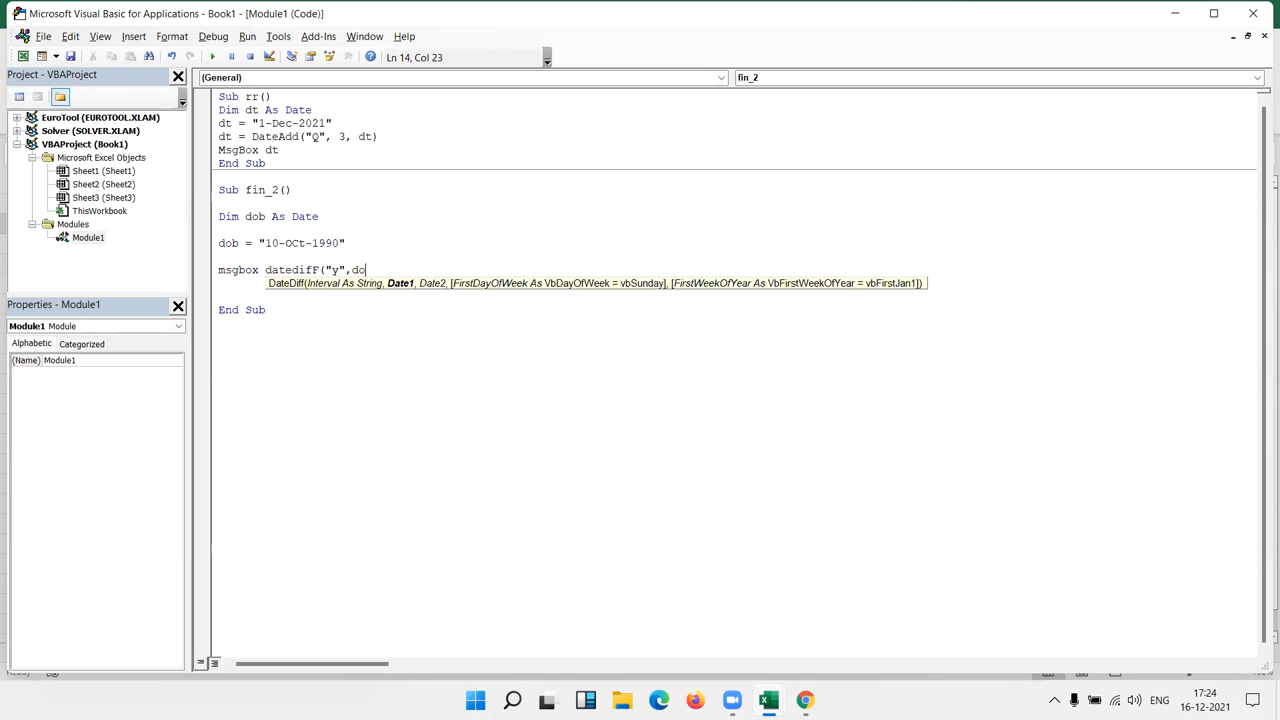 Microsoft Visual Basic for Applications - Book1 - [Module1 (Code)]
File Edit View Insert Format Debug Run Tools Add-Ins Window Help
Ln 14, Col 23
Project - VBAProject
(General)
fin_2
EuroTool (EUROTOOL.XLAM)
Solver (SOLVER.XLAM)
VBAProject (Book1)
Microsoft Excel Objects
Sheet1 (Sheet1)
Sheet2 (Sheet2)
Sheet3 (Sheet3)
ThisWorkbook
Modules
Module1
Properties - Module1
Module1 Module
Alphabetic Categorized
(Name) Module1
Sub rr()
Dim dt As Date
dt = "1-Dec-2021"
dt = DateAdd("Q", 3, dt)
MsgBox dt
End Sub
Sub fin_2()
Dim dob As Date
dob = "10-OCt-1990"
msgbox datedifF("y",do
DateDiff(Interval As String, Date1, Date2, [FirstDayOfWeek As VbDayOfWeek = vbSunday], [FirstWeekOfYear As VbFirstWeekOfYear = vbFirstJan1])
End Sub
ENG
17:24
16-12-2021